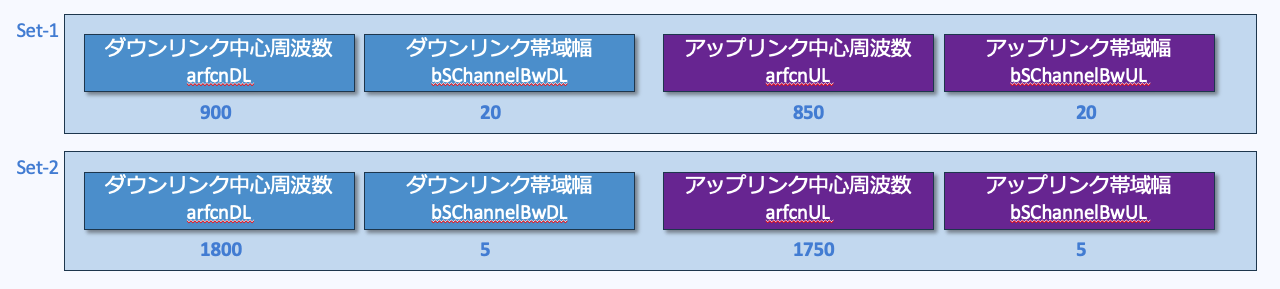 Set-1
ダウンリンク中心周波数
arfcnDL
ダウンリンク帯域幅
bSChannelBwDL
アップリンク中心周波数
arfcnUL
アップリンク帯域幅
bSChannelBwUL
900
20
850
20
Set-2
ダウンリンク中心周波数
arfcnDL
ダウンリンク帯域幅
bSChannelBwDL
アップリンク中心周波数
arfcnUL
アップリンク帯域幅
bSChannelBwUL
1800
5
1750
5